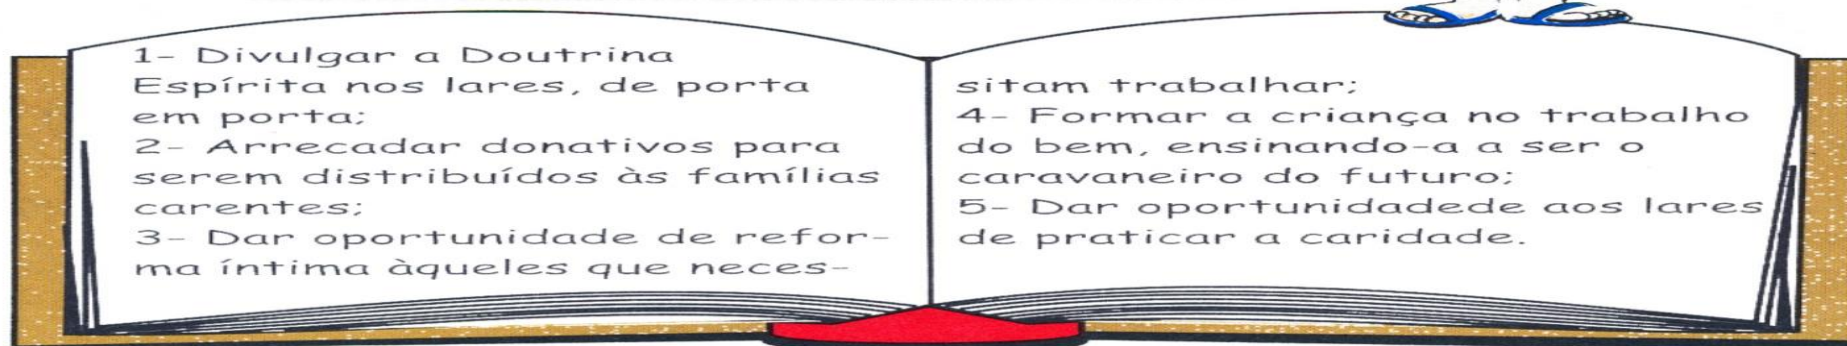 1- Divulgar a Doutrina
Espírita nos lares, de porta
em porta;
2- Arrecadar donativos para
serem distribuídos às famílias
carentes;
3- Dar oportunidade de refor-
ma íntima àqueles que neces-
sitam trabalhar;
4- Formar a criança no trabalho
do bem, ensinando-a a ser o
caravaneiro do futuro;
5- Dar oportunidadede aos lares
de praticar a caridade.